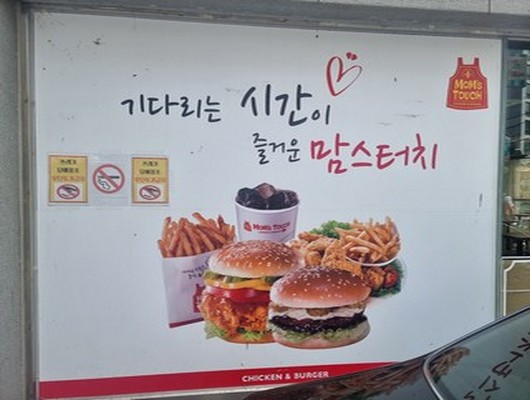 기다리는 시간이
즐거운 맘스터치
MOM'S
TOUCH
MOM'S TOUCH
CHICKEN & BURGER